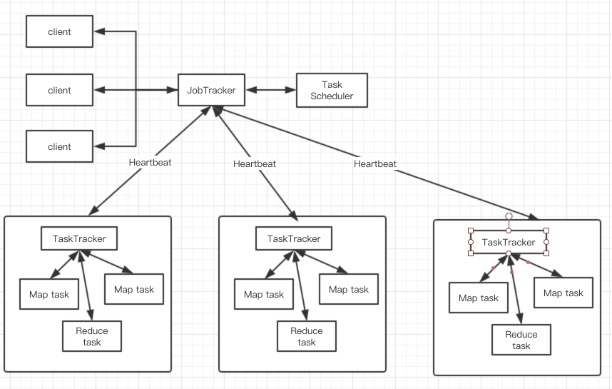 client
client
JobTracker
Task
Scheduler
client
Heartbeat
Heartbeat
Heartbeat
TaskTracker
Map task
Map task
Reduce
task
TaskTracker
Map task
Map task
Reduce
task
TaskTracker
Map task
Map task
Reduce
task